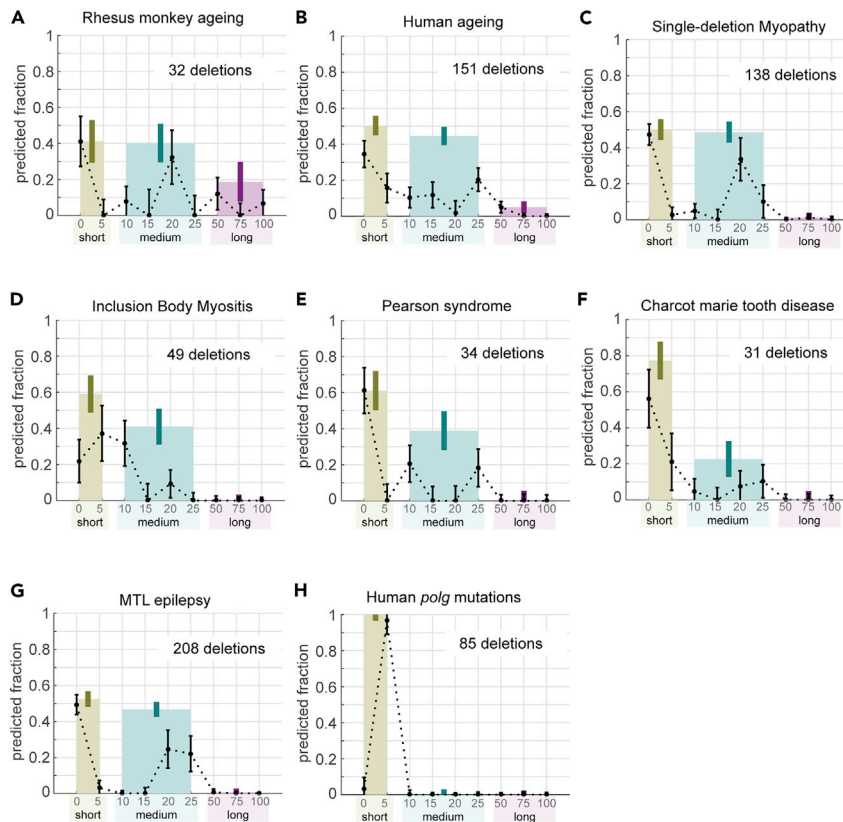 A
Rhesus monkey ageing
32 deletions
predicted fraction
1
0.8
0.6
0.4
0.2
0
0 5 10 15 20 25 50 75 100
short medium long
B
Human ageing
151 deletions
predicted fraction
1
0.8
0.6
0.4
0.2
0
0 5 10 15 20 25 50 75 100
short medium long
C
Single-deletion Myopathy
138 deletions
predicted fraction
1
0.8
0.6
0.4
0.2
0
0 5 10 15 20 25 50 75 100
short medium long
D
Inclusion Body Myositis
49 deletions
predicted fraction
1
0.8
0.6
0.4
0.2
0
0 5 10 15 20 25 50 75 100
short medium long
E
Pearson syndrome
34 deletions
predicted fraction
1
0.8
0.6
0.4
0.2
0
0 5 10 15 20 25 50 75 100
short medium long
F
Charcot marie tooth disease
31 deletions
predicted fraction
1
0.8
0.6
0.4
0.2
0
0 5 10 15 20 25 50 75 100
short medium long
G
MTL epilepsy
208 deletions
predicted fraction
1
0.8
0.6
0.4
0.2
0
0 5 10 15 20 25 50 75 100
short medium long
H
Human polg mutations
85 deletions
predicted fraction
1
0.8
0.6
0.4
0.2
0
0 5 10 15 20 25 50 75 100
short medium long